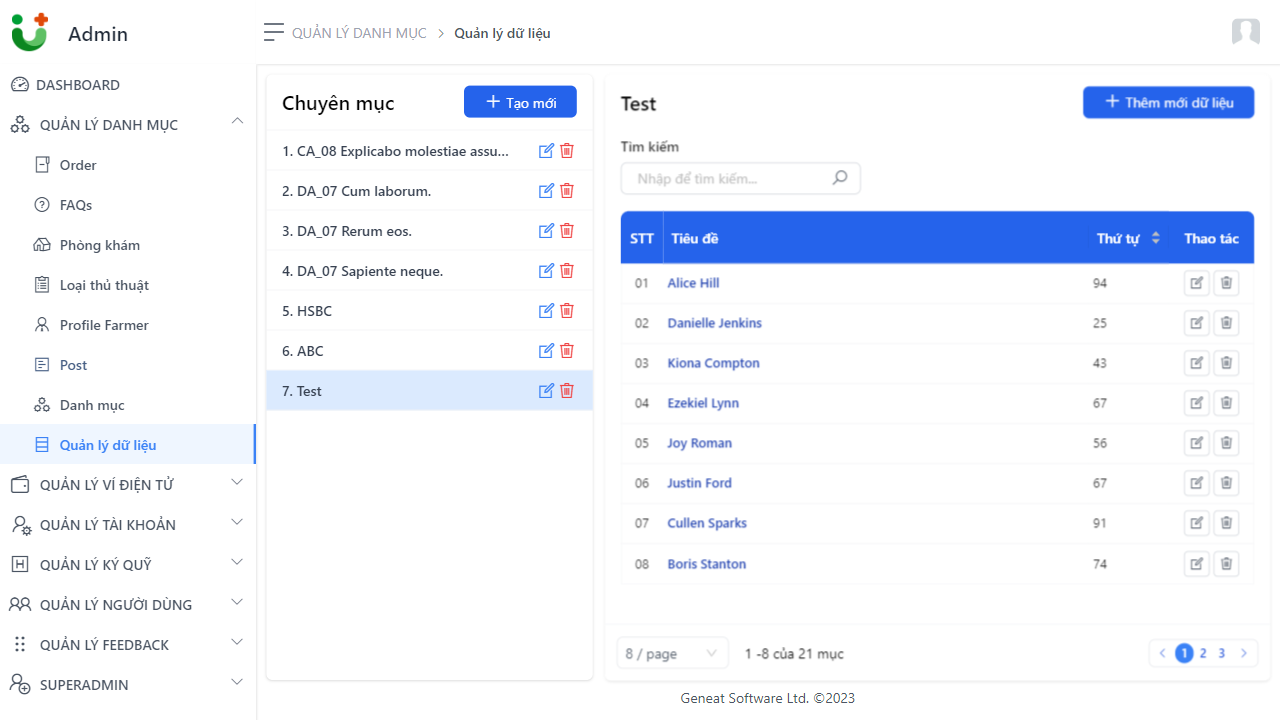 Admin
DASHBOARD
QUẢN LÝ DANH MỤC
Order
FAQs
Phòng khám
Loại thủ thuật
Profile Farmer
Post
Danh mục
Quản lý dữ liệu
QUẢN LÝ VÍ ĐIỆN TỬ
QUẢN LÝ TÀI KHOẢN
QUẢN LÝ KÝ QUỸ
QUẢN LÝ NGƯỜI DÙNG
QUẢN LÝ FEEDBACK
SUPERADMIN
QUẢN LÝ DANH MỤC > Quản lý dữ liệu
Chuyên mục
Tạo mới
1. CA_08 Explicabo molestiae assu...
2. DA_07 Cum laborum.
3. DA_07 Rerum eos.
4. DA_07 Sapiente neque.
5. HSBC
6. ABC
7. Test
Test
Thêm mới dữ liệu
Tìm kiếm
Nhập để tìm kiếm...
STT Tiêu đề Thứ tự Thao tác
01 Alice Hill 94
02 Danielle Jenkins 25
03 Kiona Compton 43
04 Ezekiel Lynn 67
05 Joy Roman 56
06 Justin Ford 67
07 Cullen Sparks 91
08 Boris Stanton 74
8 / page 1 -8 của 21 mục < 1 2 3 >
Geneat Software Ltd. ©2023